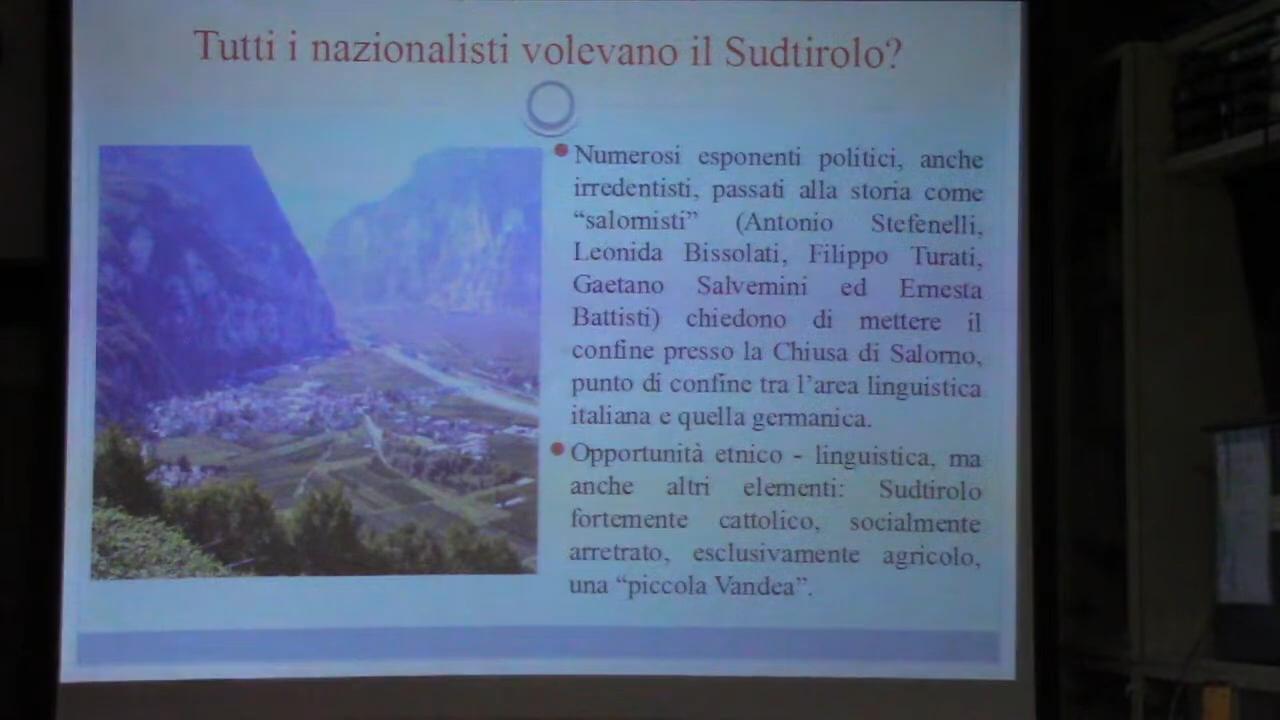 Tutti i nazionalisti volevano il Sudtirolo?
Numerosi esponenti politici, anche
irredentisti, passati alla storia come
“salornisti” (Antonio Stefenelli,
Leonida Bissolati, Filippo Turati,
Gaetano Salvemini ed Ernesta
Battisti) chiedono di mettere il
confine presso la Chiusa di Salorno,
punto di confine tra l’area linguistica
italiana e quella germanica.
Opportunità etnico - linguistica, ma
anche altri elementi: Sudtirolo
fortemente cattolico, socialmente
arretrato, esclusivamente agricolo,
una “piccola Vandea”.